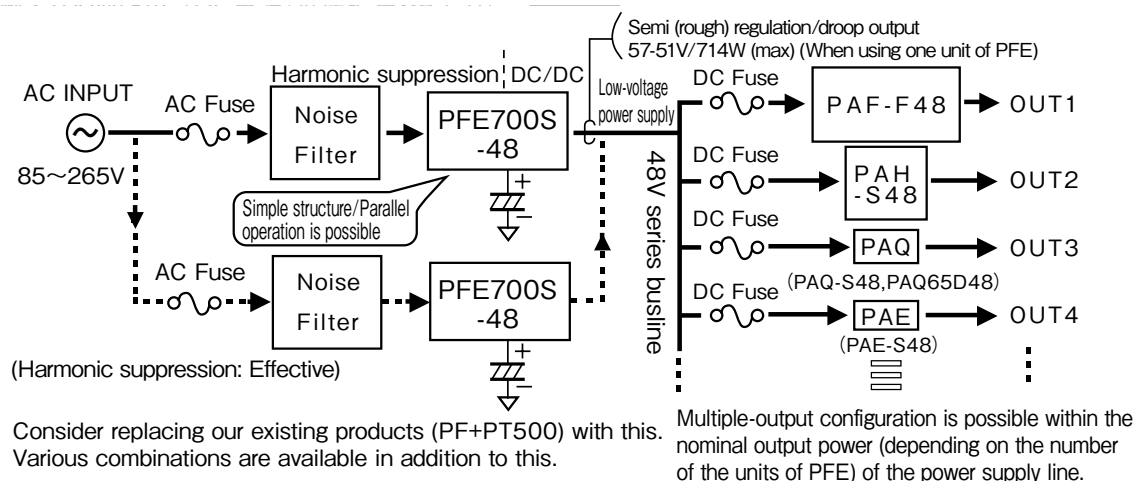 Semi (rough) regulation/droop output
57-51V/714W (max) (When using one unit of PFE)
Harmonic suppression DC/DC
Low-voltage
power supply
AC INPUT
85～265V
AC Fuse
Noise
Filter
PFE700S
-48
+
−
Simple structure/Parallel
operation is possible
AC Fuse
Noise
Filter
PFE700S
-48
+
−
(Harmonic suppression: Effective)
48V series busline
DC Fuse
PAF-F48
OUT1
DC Fuse
PAH
-S48
OUT2
DC Fuse
PAQ
OUT3
(PAQ-S48,PAQ65D48)
DC Fuse
PAE
OUT4
(PAE-S48)
Consider replacing our existing products (PF+PT500) with this.
Various combinations are available in addition to this.
Multiple-output configuration is possible within the
nominal output power (depending on the number
of the units of PFE) of the power supply line.